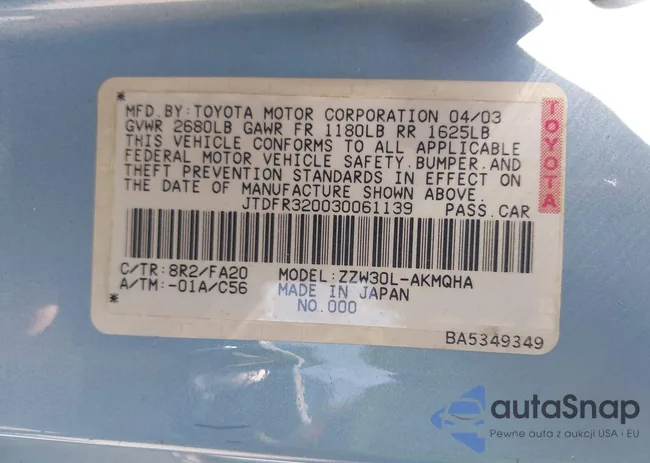 MFD.BY:TOYOTA MOTOR CORPORATION 04/03
GVWR 2680LB GAWR FR 1180LB RR 1625LB
THIS VEHICLE CONFORMS TO ALL APPLICABLE
FEDERAL MOTOR VEHICLE SAFETY,BUMPER,AND
THEFT PREVENTION STANDARDS IN EFFECT ON
THE DATE OF MANUFACTURE SHOWN ABOVE.
JTDFR320030061139 PASS.CAR
TOYOTA
C/TR:8R2/FA20 MODEL:ZZW30L-AKMQHA
A/TM:-01A/C56 MADE IN JAPAN
NO.000
BA5349349
autoSnap
Pewne auta z aukcji USA i EU